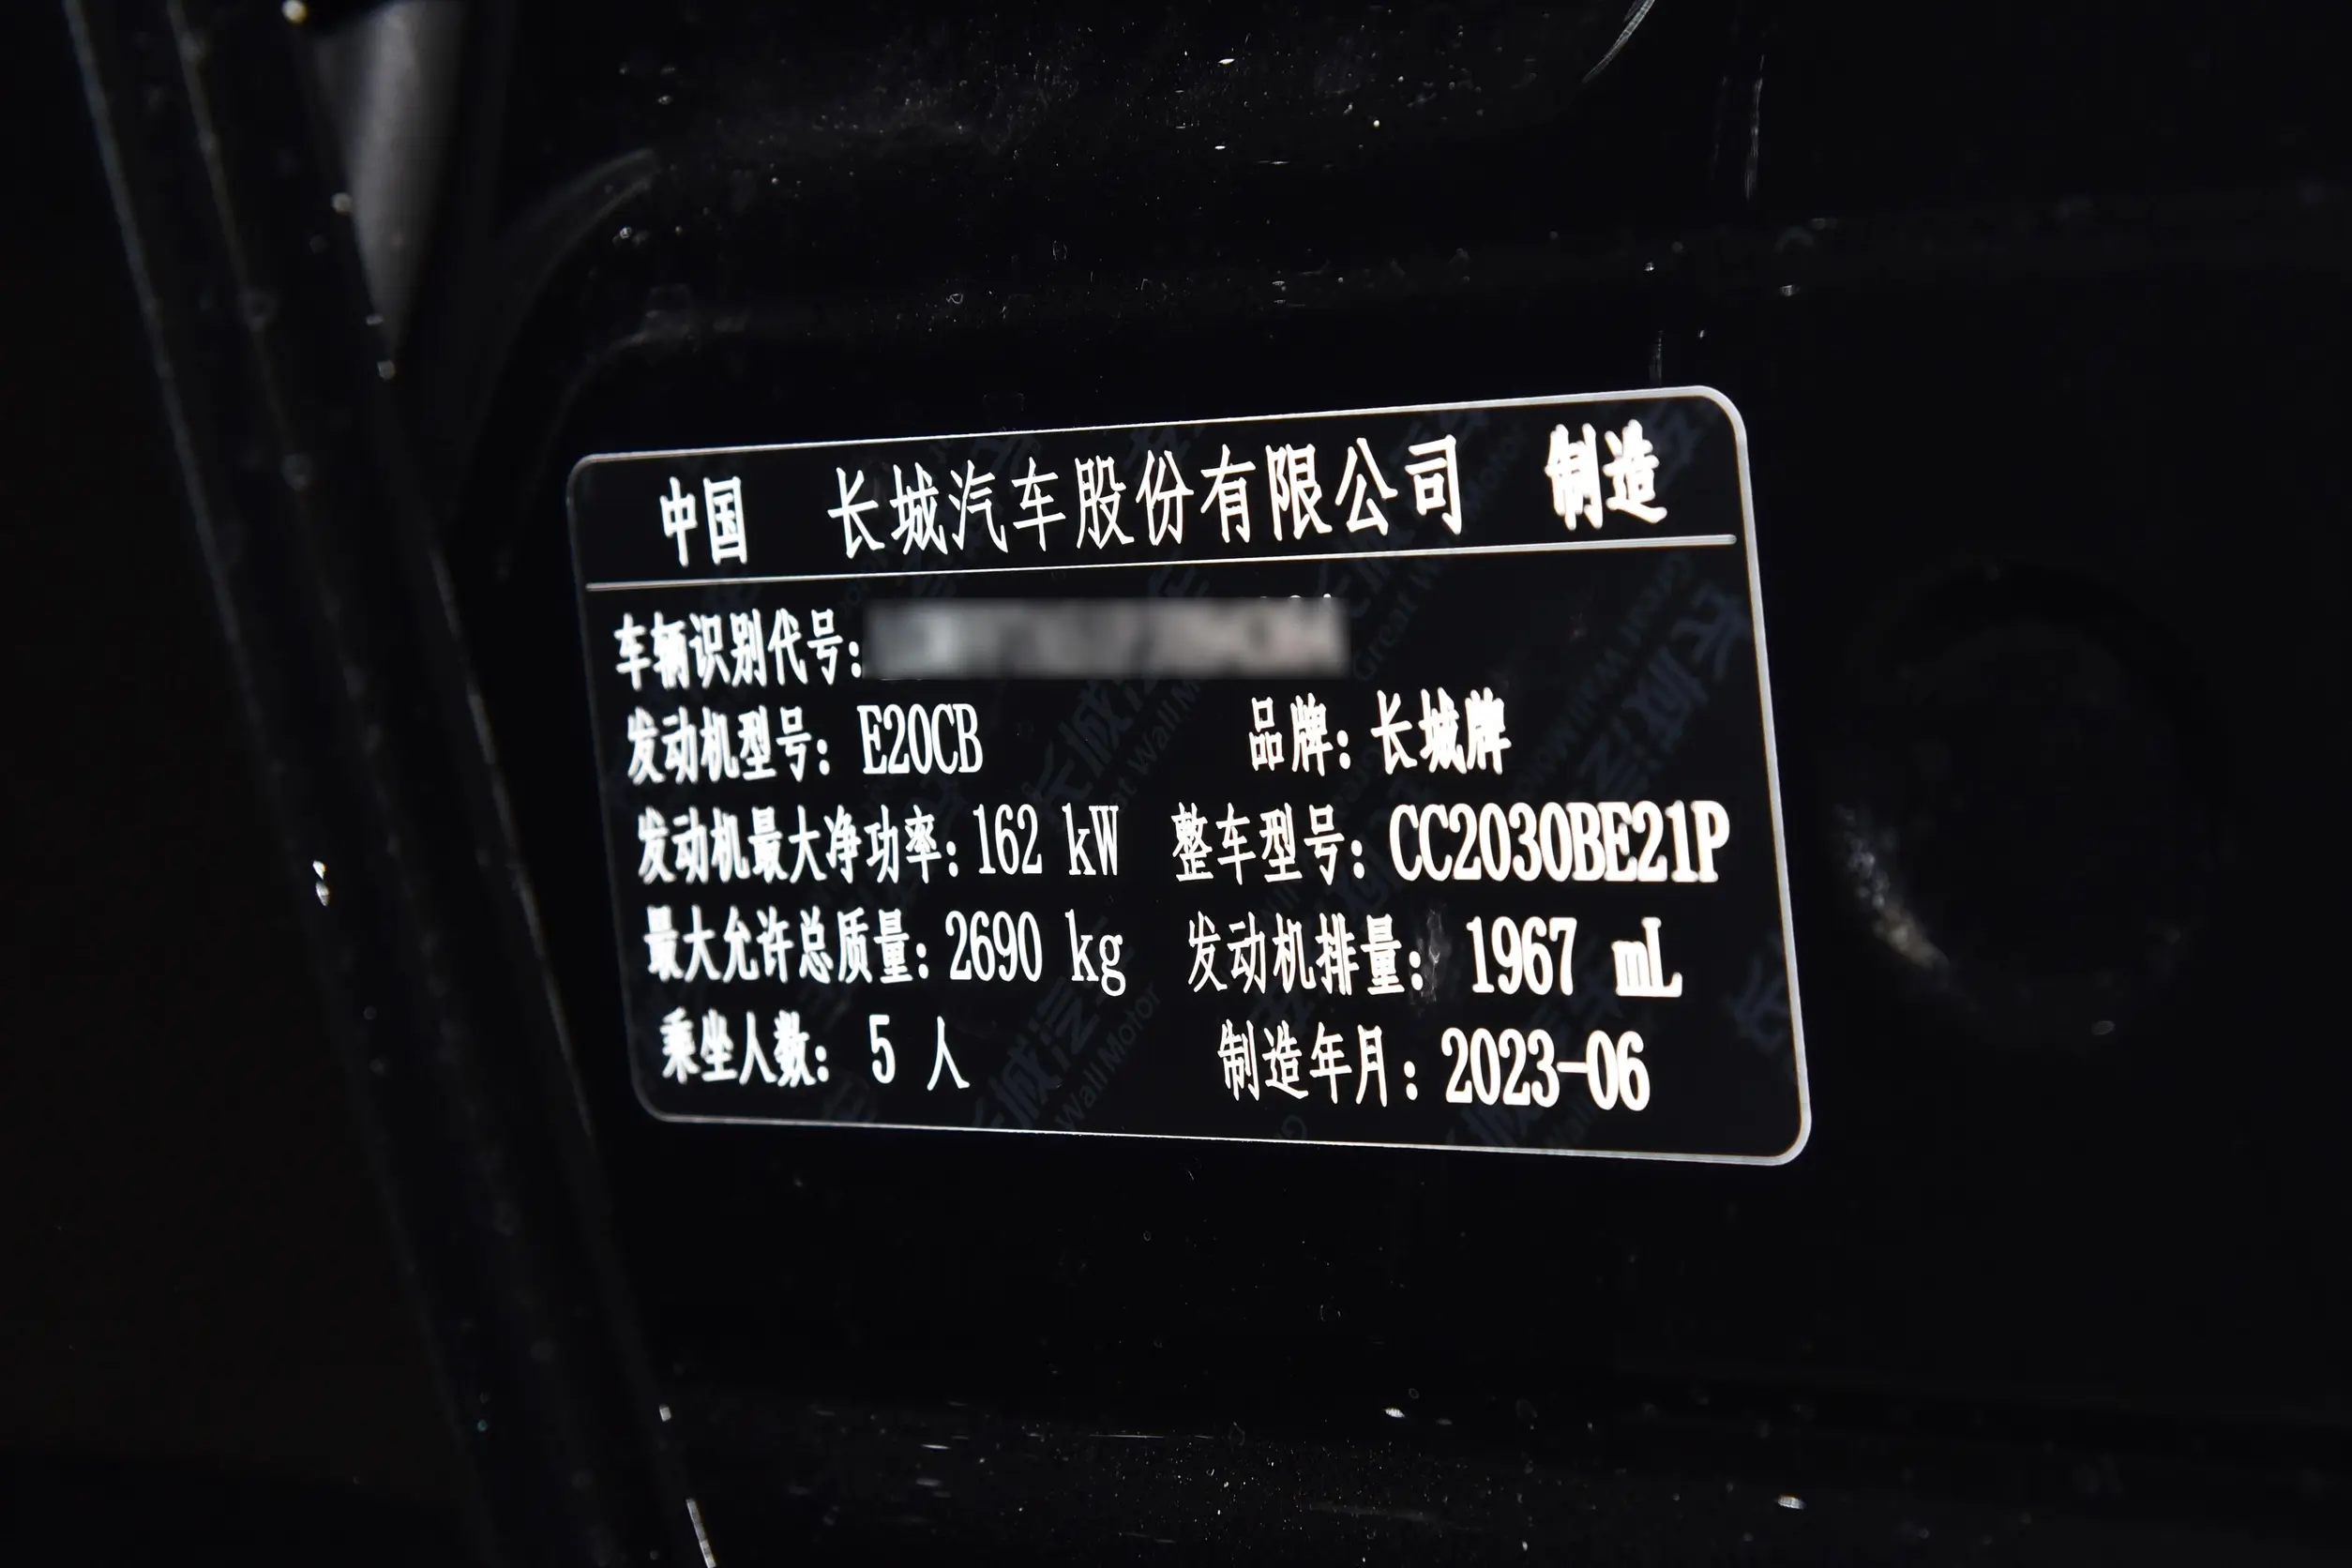 中国 长城汽车股份有限公司 制造
车辆识别代号:
发动机型号: E20CB 品牌: 长城牌
发动机最大净功率: 162 kW 整车型号: CC2030BE21P
最大允许总质量: 2690 kg 发动机排量: 1967 mL
乘坐人数: 5 人 制造年月: 2023-06